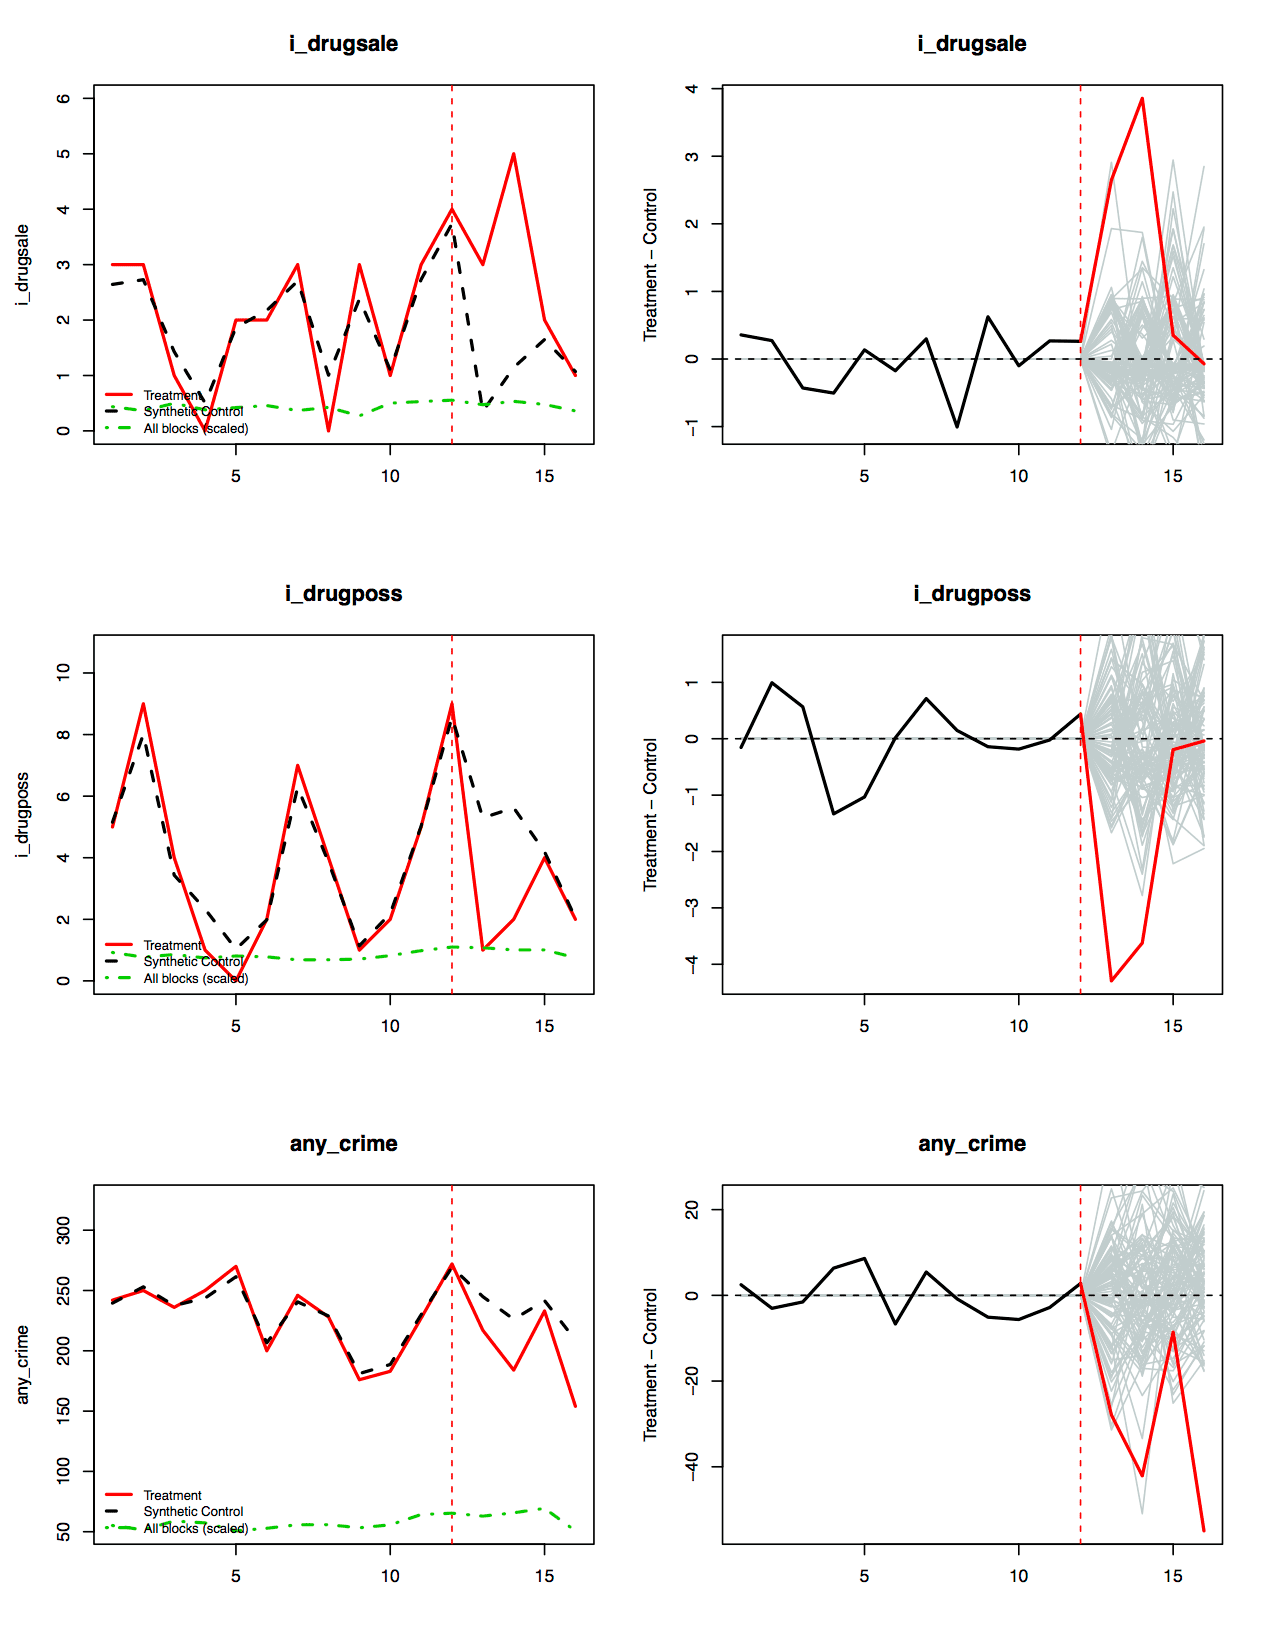 i_drugsale
i_drugsale
6
5
4
3
2
1
0
i_drugsale
Treatment
Synthetic Control
All blocks (scaled)
5 10 15
4
3
2
1
0
−1
Treatment − Control
5 10 15
i_drugposs
i_drugposs
10
8
6
4
2
0
i_drugposs
Treatment
Synthetic Control
All blocks (scaled)
5 10 15
1
0
−1
−2
−3
−4
Treatment − Control
5 10 15
any_crime
any_crime
300
250
200
150
100
50
any_crime
Treatment
Synthetic Control
All blocks (scaled)
5 10 15
20
0
−20
−40
Treatment − Control
5 10 15